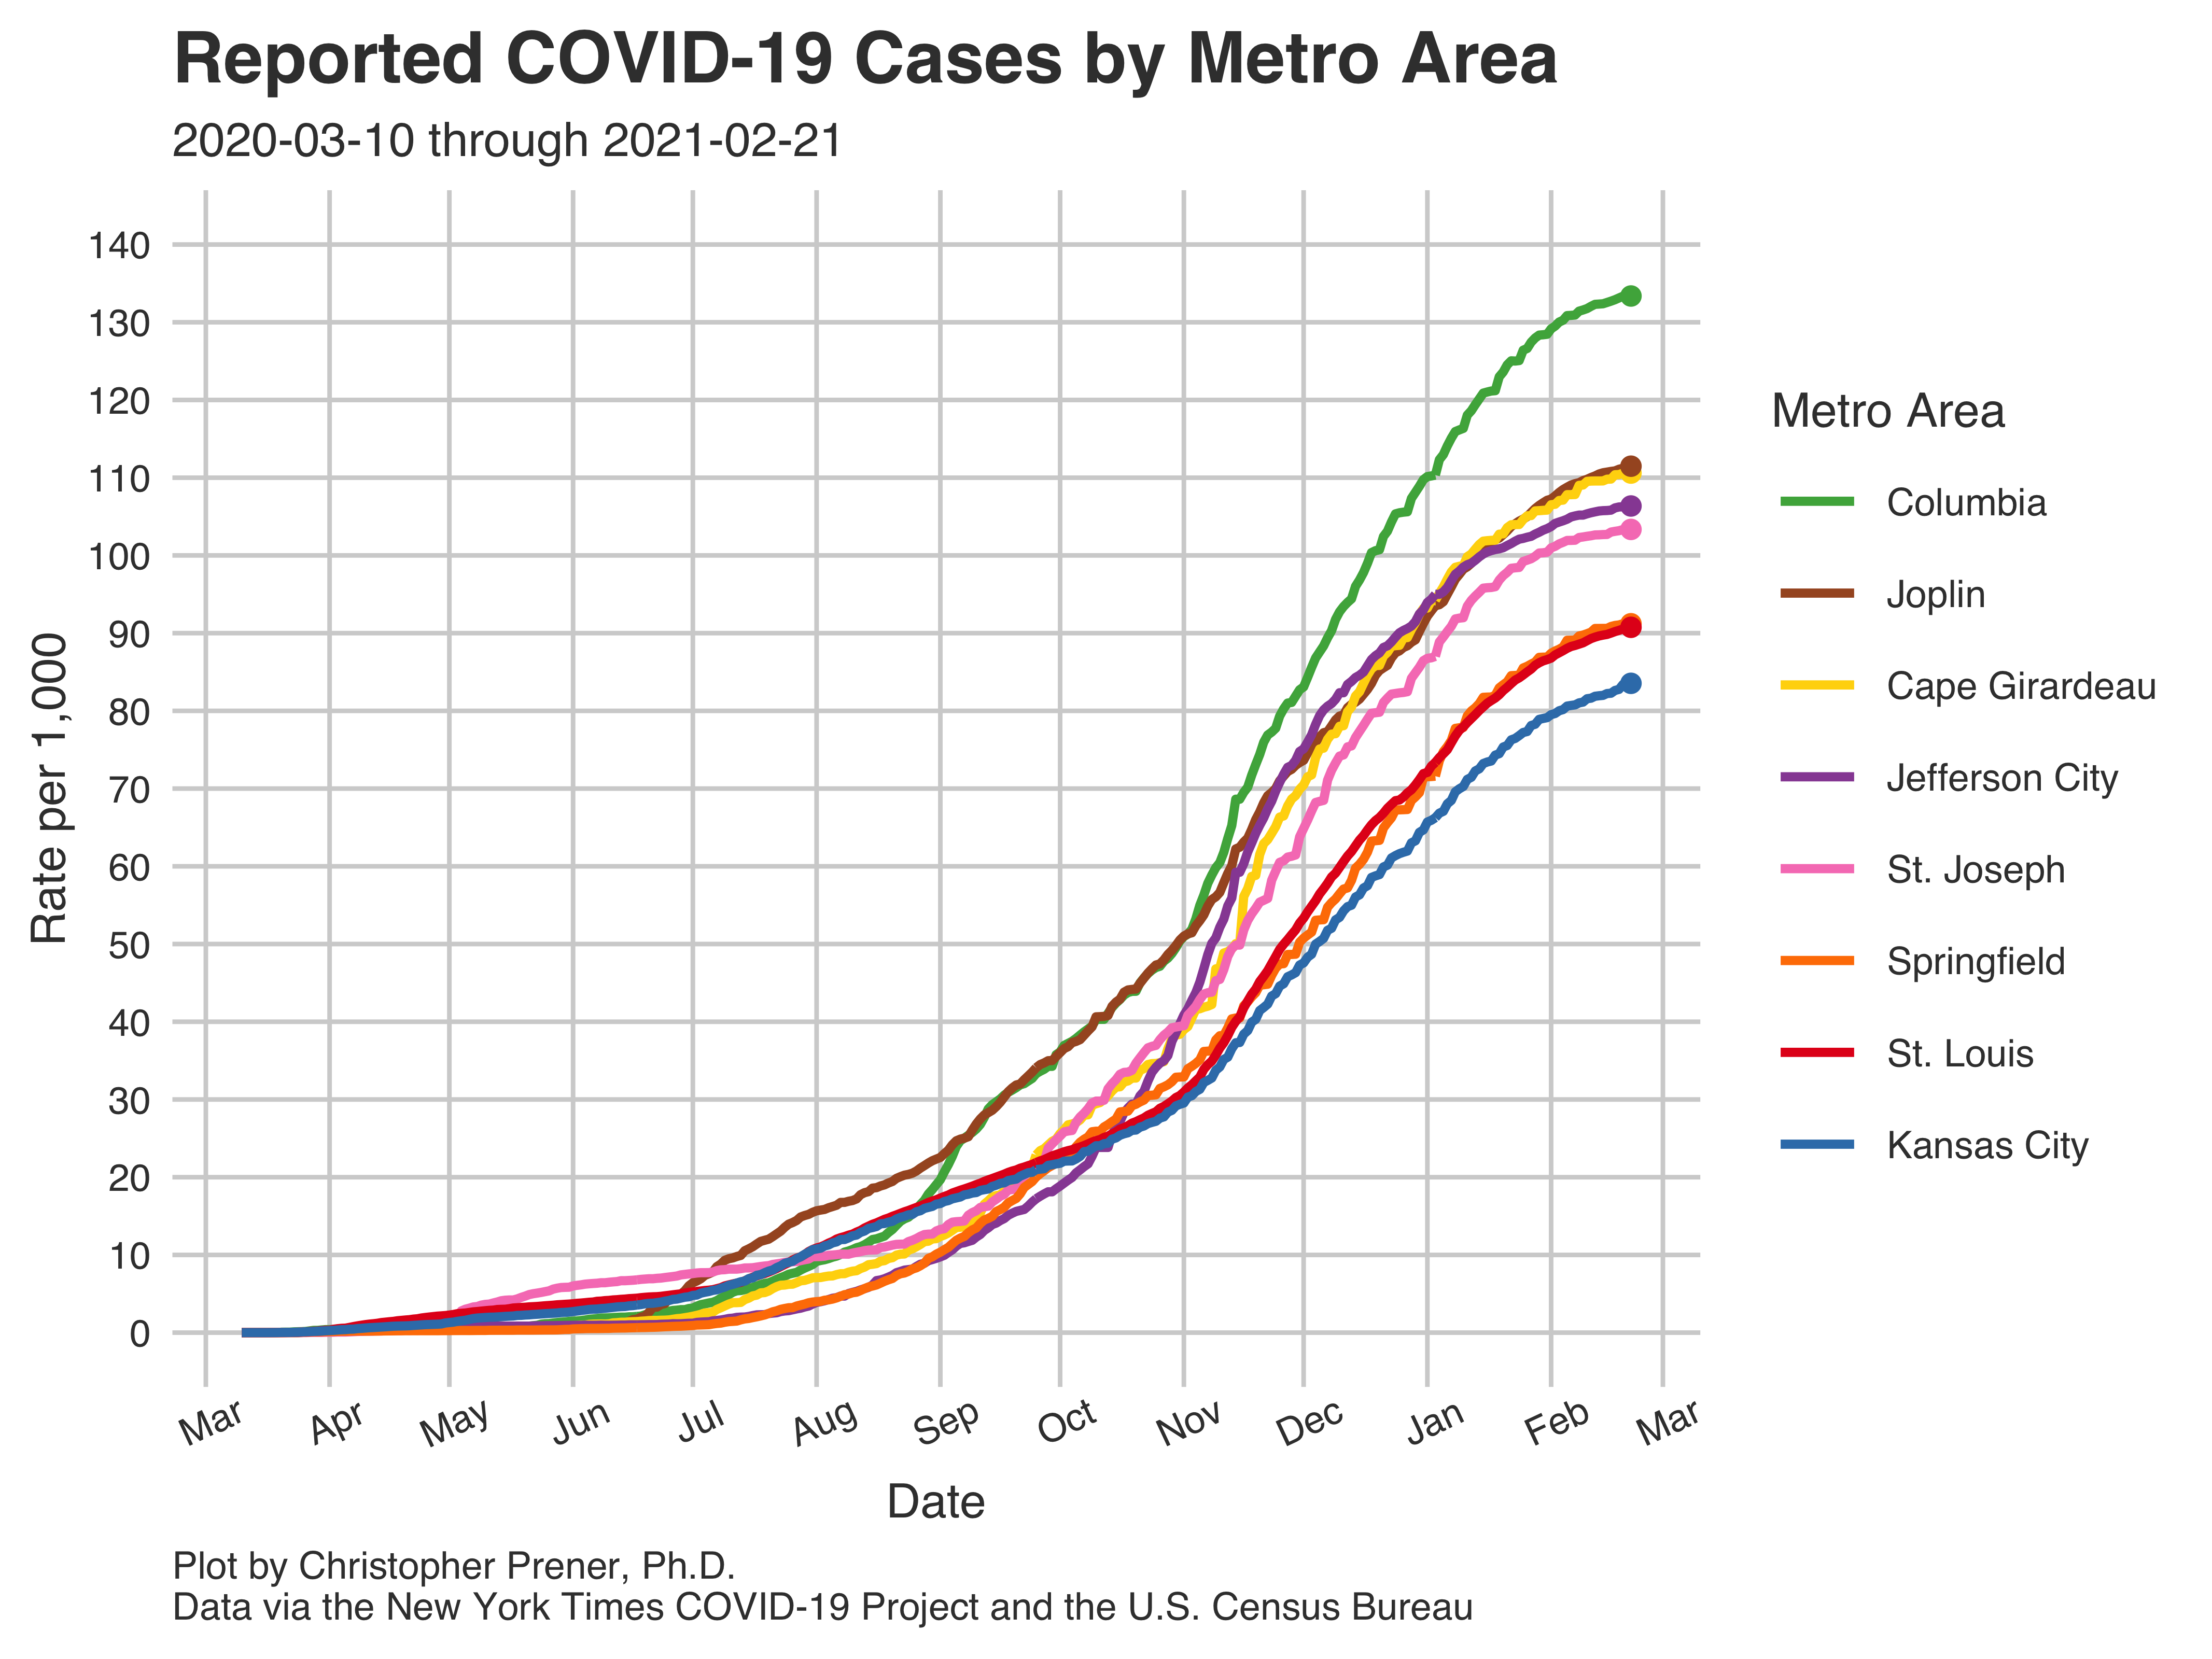 Reported COVID-19 Cases by Metro Area
2020-03-10 through 2021-02-21
140
130
120
110
100
90
80
70
60
50
40
30
20
10
0
Rate per 1,000
Mar Apr May Jun Jul Aug Sep Oct Nov Dec Jan Feb Mar
Date
Metro Area
Columbia
Joplin
Cape Girardeau
Jefferson City
St. Joseph
Springfield
St. Louis
Kansas City
Plot by Christopher Prener, Ph.D.
Data via the New York Times COVID-19 Project and the U.S. Census Bureau